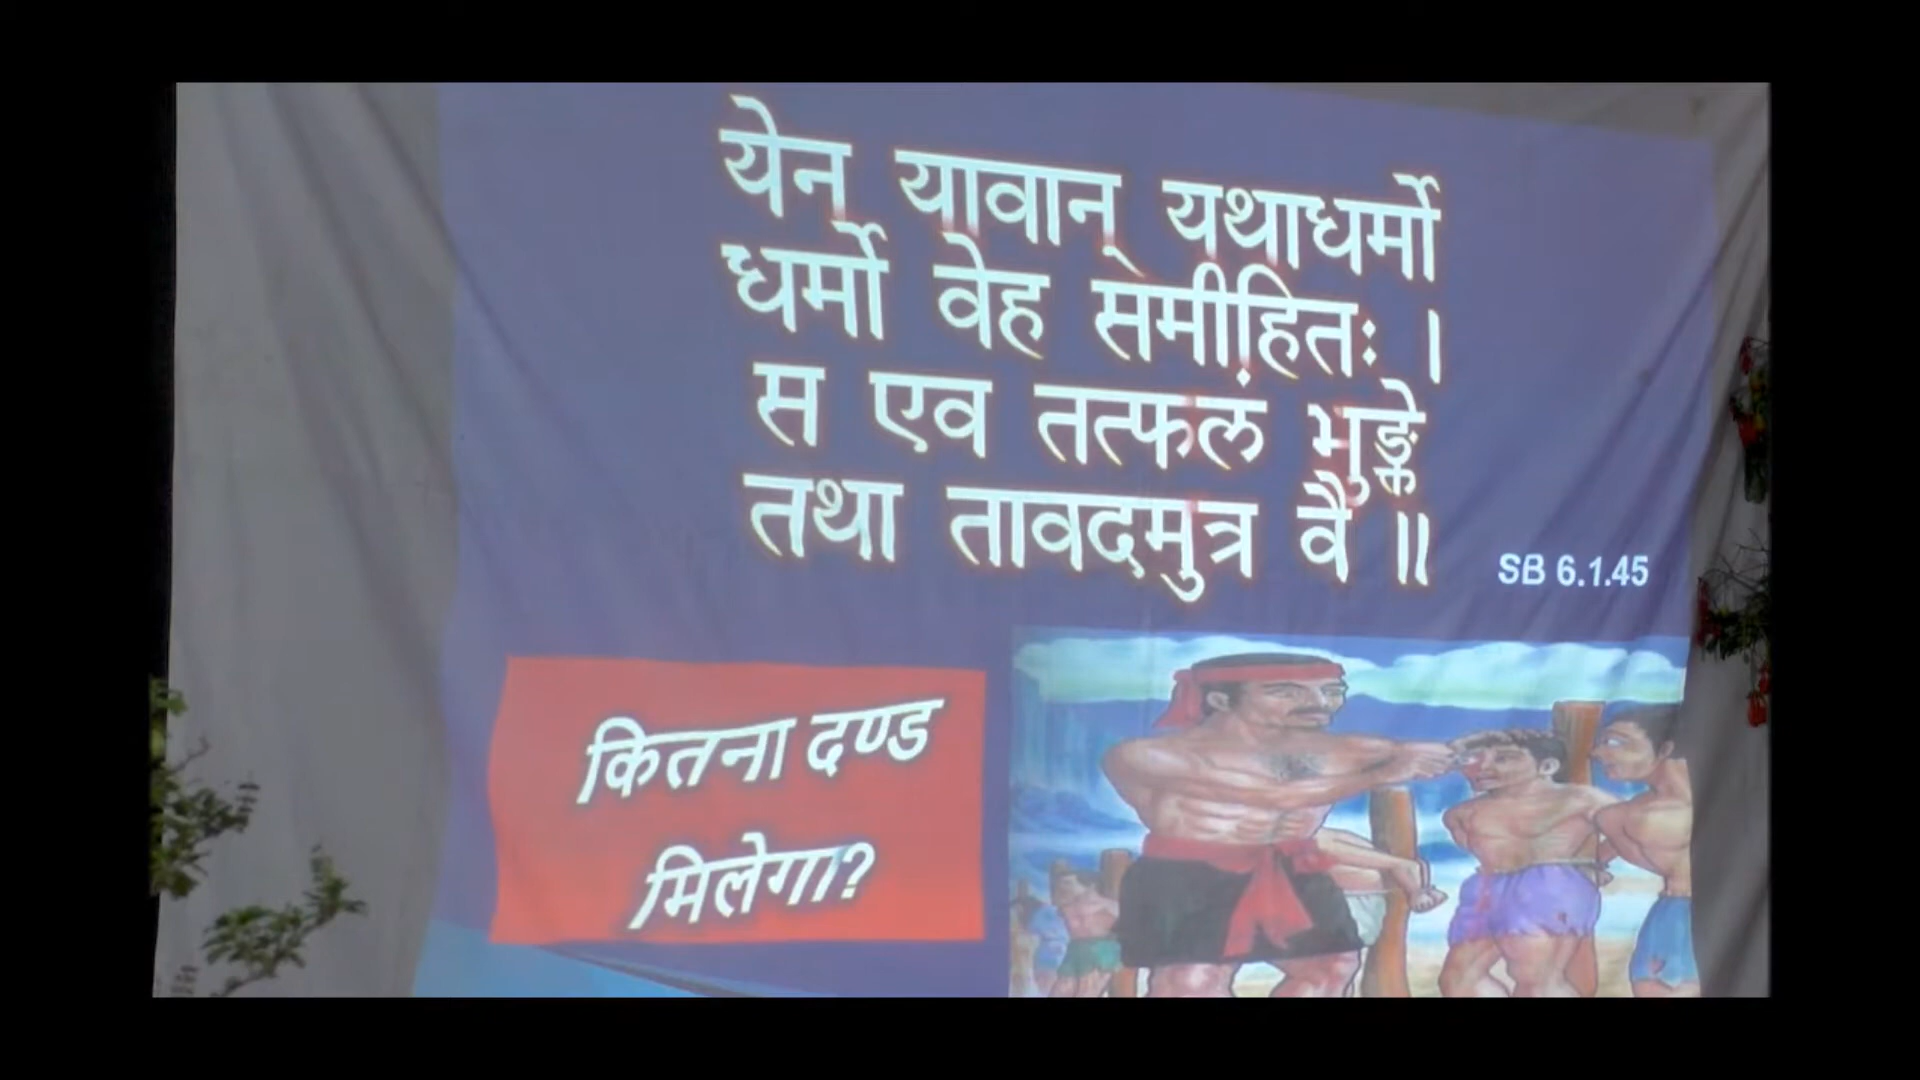 येन यावान् यथाधर्मो
धर्मो वेह समीहितः ।
स एव तत्फलं भुङ्के
तथा तावदमुत्र वै ॥
SB 6.1.45
कितना दण्ड
मिलेगा?